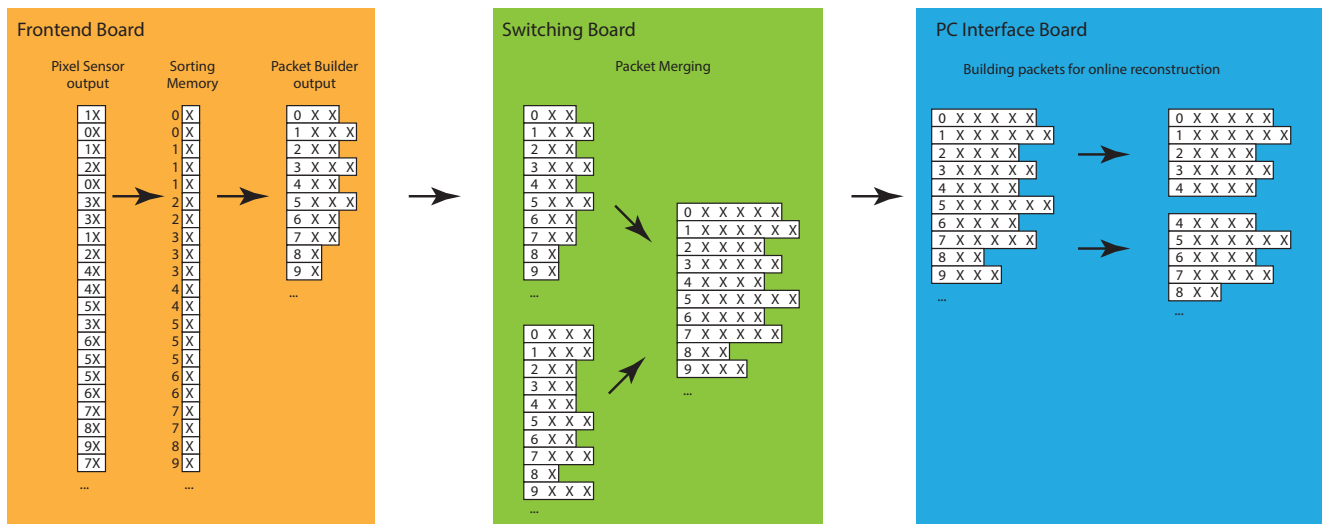 Frontend Board
Pixel Sensor
output
1X
0X
1X
2X
0X
3X
3X
1X
2X
4X
4X
5X
3X
6X
5X
5X
6X
7X
8X
9X
7X
...
Sorting
Memory
0 X
0 X
1 X
1 X
1 X
2 X
2 X
3 X
3 X
3 X
4 X
4 X
5 X
5 X
5 X
6 X
6 X
7 X
7 X
8 X
9 X
...
Packet Builder
output
0 X X
1 X X X
2 X X
3 X X X
4 X X
5 X X X
6 X X
7 X X
8 X
9 X
...
Switching Board
Packet Merging
0 X X
1 X X X
2 X X
3 X X X
4 X X
5 X X X
6 X X
7 X X
8 X
9 X
...
0 X X X
1 X X X
2 X X
3 X X
4 X X
5 X X X
6 X X
7 X X X
8 X
9 X X X
...
0 X X X X X
1 X X X X X X
2 X X X X
3 X X X X X
4 X X X X
5 X X X X X X
6 X X X X
7 X X X X X
8 X X
9 X X X
...
PC Interface Board
Building packets for online reconstruction
0 X X X X X
1 X X X X X X
2 X X X X
3 X X X X X
4 X X X X
5 X X X X X X
6 X X X X
7 X X X X X
8 X X
9 X X X
...
0 X X X X X
1 X X X X X X
2 X X X X
3 X X X X X
4 X X X X
4 X X X X
5 X X X X X X
6 X X X X
7 X X X X X
8 X X
...